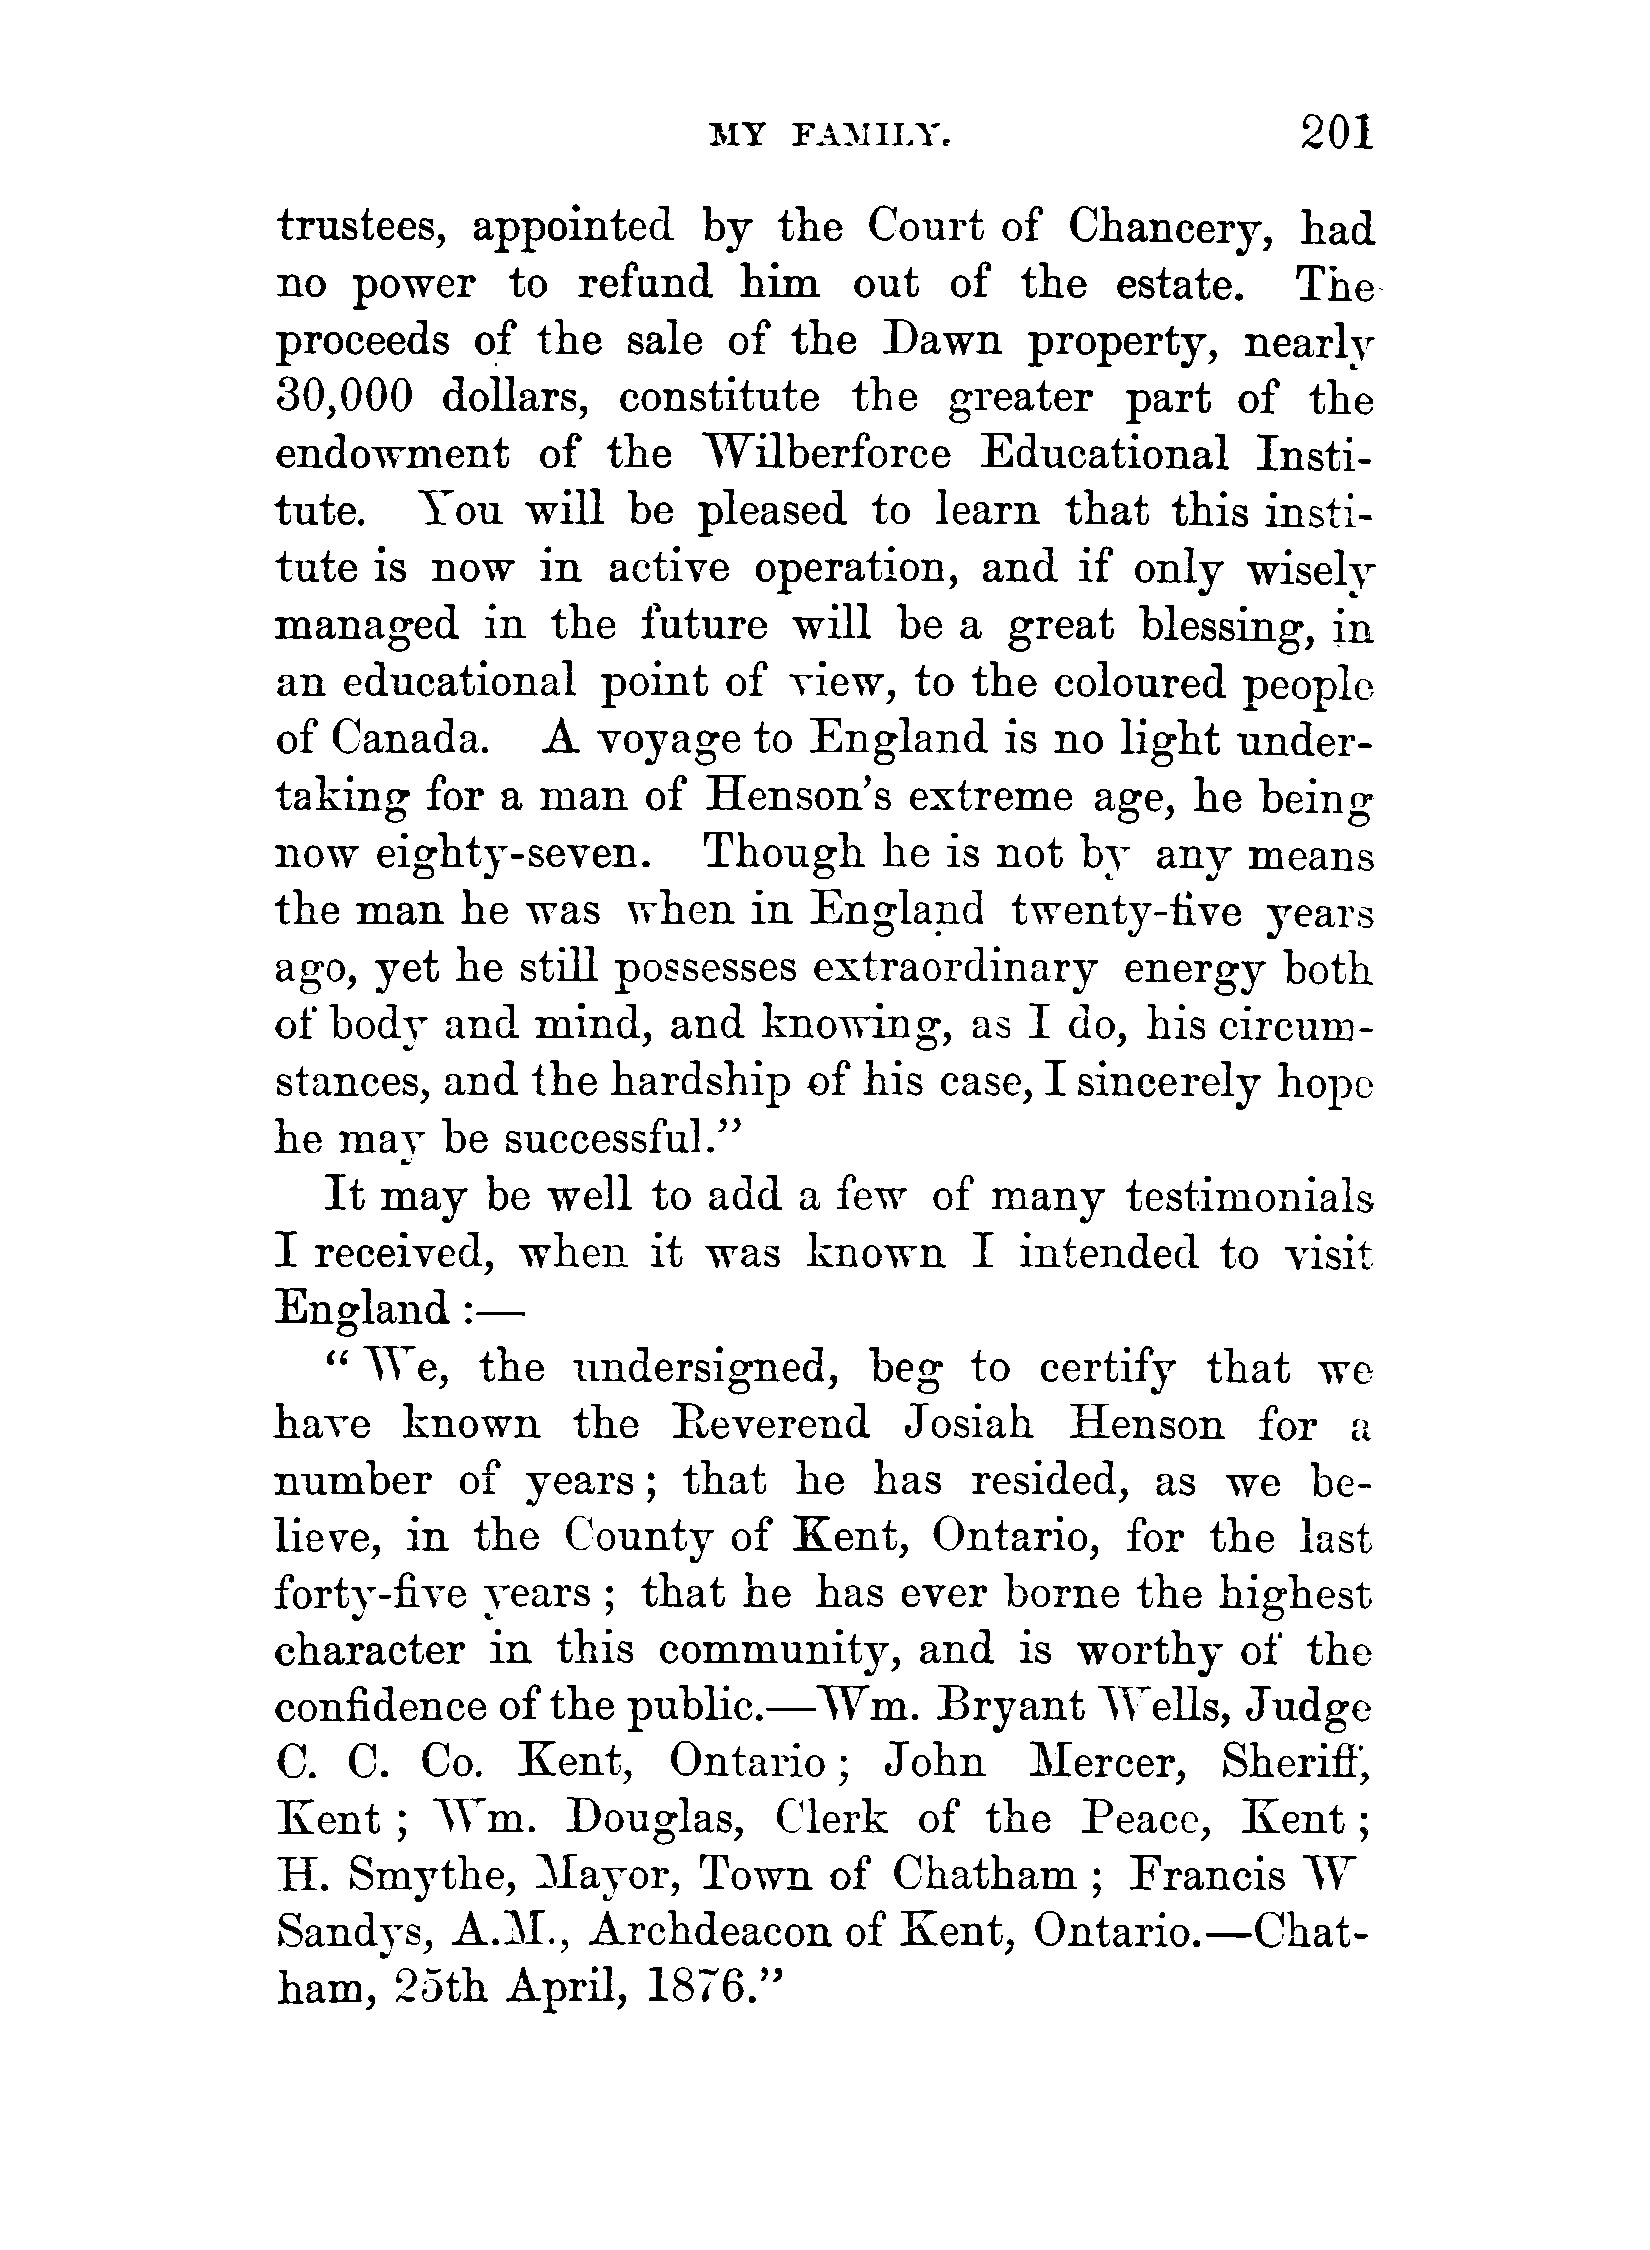 MY FAMILY. 201
trustees, appointed by the Court of Chancery, had
no power to refund him out of the estate. The
proceeds of the sale of the Dawn property, nearly
30,000 dollars, constitute the greater part of the
endowment of the Wilberforce Educational Insti-
tute. You will be pleased to learn that this insti-
tute is now in active operation, and if only wisely
managed in the future will be a great blessing, in
an educational point of view, to the coloured people
of Canada. A voyage to England is no light under-
taking for a man of Henson's extreme age, he being
now eighty-seven. Though he is not by any means
the man he was when in England twenty-five years
ago, yet he still possesses extraordinary energy both
of body and mind, and knowing, as I do, his circum-
stances, and the hardship of his case, I sincerely hope
he may be successful."
It may be well to add a few of many testimonials
I received, when it was known I intended to visit
England :—
"We, the undersigned, beg to certify that we
have known the Reverend Josiah Henson for a
number of years; that he has resided, as we be-
lieve, in the County of Kent, Ontario, for the last
forty-five years; that he has ever borne the highest
character in this community, and is worthy of the
confidence of the public.—Wm. Bryant Wells, Judge
C. C. Co. Kent, Ontario; John Mercer, Sheriff,
Kent; Wm. Douglas, Clerk of the Peace, Kent;
H. Smythe, Mayor, Town of Chatham; Francis W
Sandys, A.M., Archdeacon of Kent, Ontario.—Chat-
ham, 25th April, 1876."